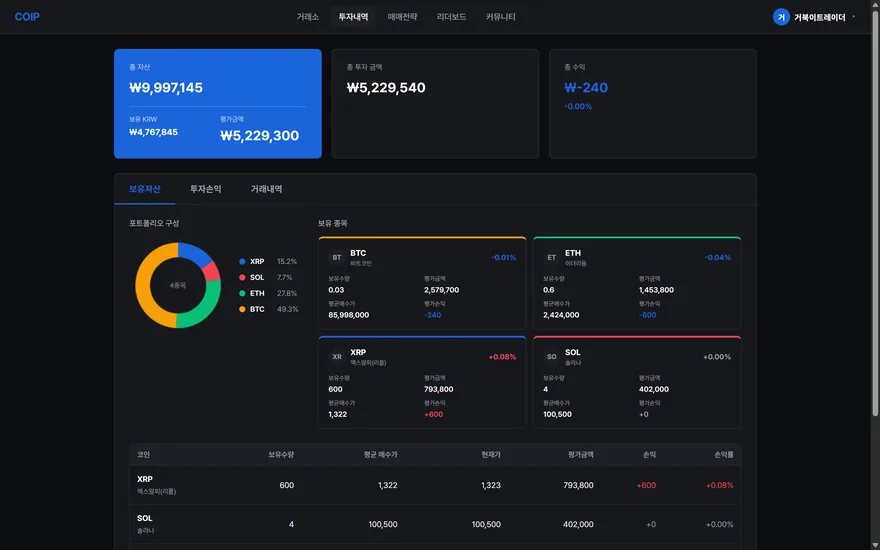 COIP
거래소 투자내역 매매전략 리더보드 커뮤니티
거 거북이트레이더
총 자산
₩9,997,145
보유 KRW 평가금액
₩4,767,845 ₩5,229,300
총 투자 금액
₩5,229,540
총 수익
₩-240
-0.00%
보유자산 투자손익 거래내역
포트폴리오 구성
4종목
XRP 15.2%
SOL 7.7%
ETH 27.8%
BTC 49.3%
보유 종목
BT BTC -0.01%
비트코인
보유수량 평가금액
0.03 2,579,700
평균매수가 평가손익
85,998,000 -240
ET ETH -0.04%
이더리움
보유수량 평가금액
0.6 1,453,800
평균매수가 평가손익
2,424,000 -600
XR XRP +0.08%
엑스알피(리플)
보유수량 평가금액
600 793,800
평균매수가 평가손익
1,322 +600
SO SOL +0.00%
솔라나
보유수량 평가금액
4 402,000
평균매수가 평가손익
100,500 +0
코인 보유수량 평균 매수가 현재가 평가금액 손익 손익률
XRP
엑스알피(리플)
600 1,322 1,323 793,800 +600 +0.08%
SOL
솔라나
4 100,500 100,500 402,000 +0 +0.00%